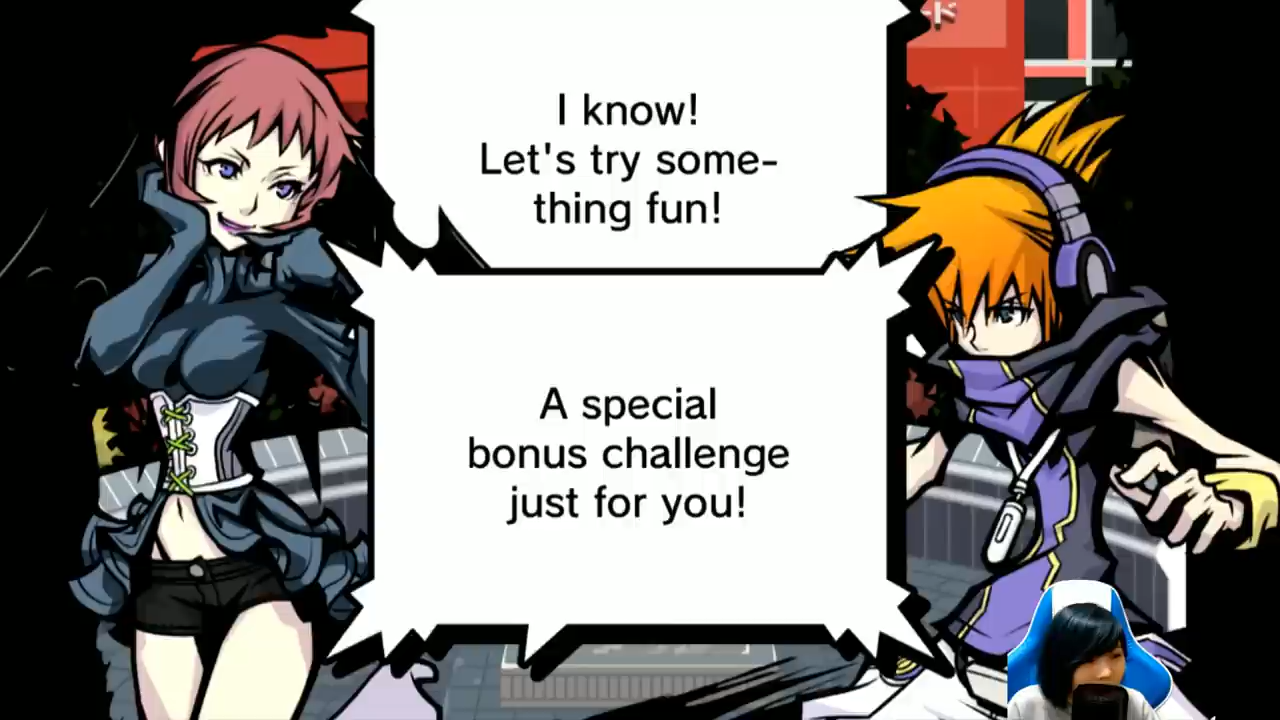 I know!
Let's try some-
thing fun!
A special
bonus challenge
just for you!